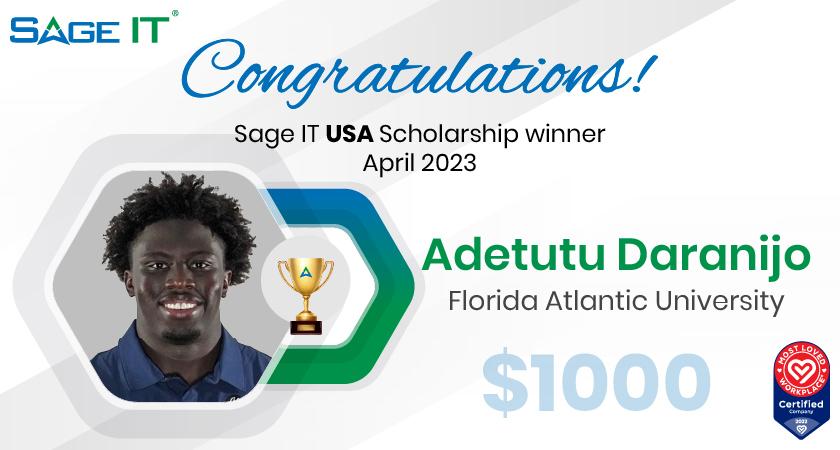 SAGE IT®
Congratulations!
Sage IT USA Scholarship winner
April 2023
Adetutu Daranijo
Florida Atlantic University
$1000
MOST LOVED
WORKPLACE
Certified
Company
2023